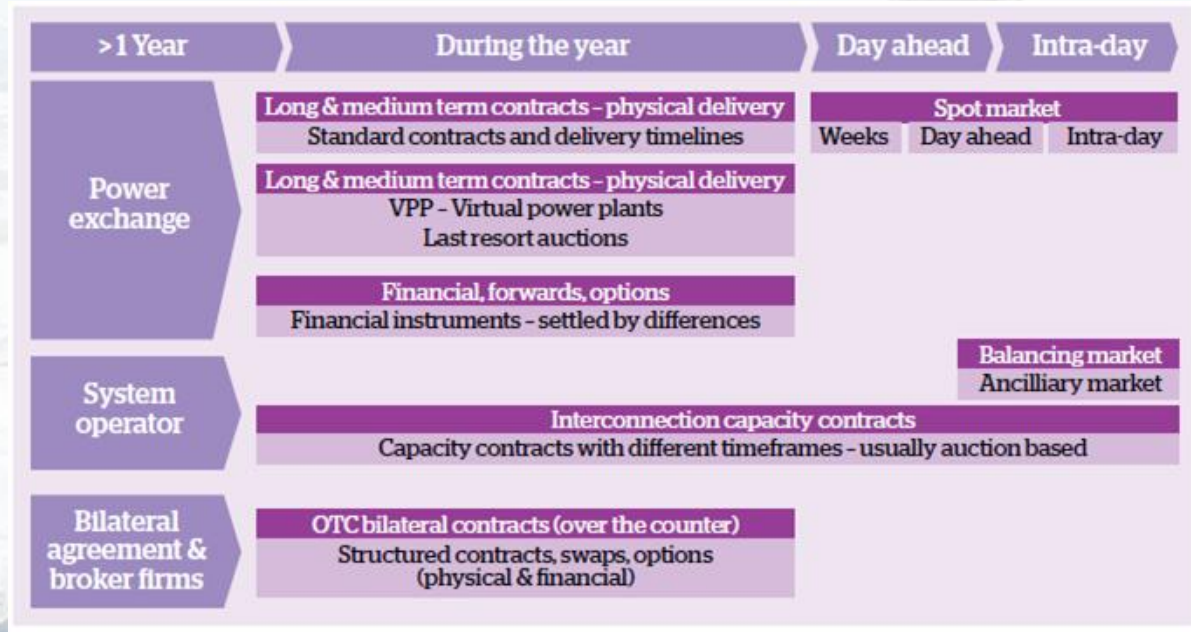 >1 Year
During the year
Day ahead
Intra-day
Power
exchange
Long & medium term contracts – physical delivery
Standard contracts and delivery timelines
Spot market
Weeks
Day ahead
Intra-day
Long & medium term contracts – physical delivery
VPP – Virtual power plants
Last resort auctions
Financial, forwards, options
Financial instruments – settled by differences
System
operator
Balancing market
Ancilliary market
Interconnection capacity contracts
Capacity contracts with different timeframes – usually auction based
Bilateral
agreement &
broker firms
OTC bilateral contracts (over the counter)
Structured contracts, swaps, options
(physical & financial)